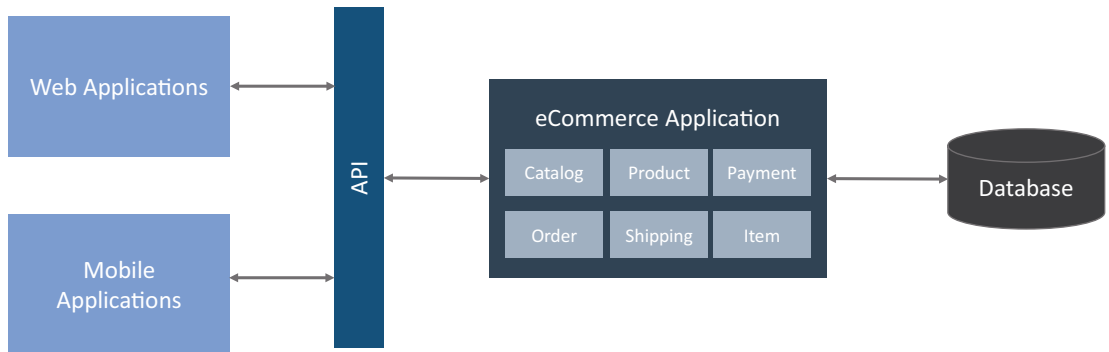 Web Applications
Mobile
Applications
API
eCommerce Application
Catalog
Product
Payment
Order
Shipping
Item
Database